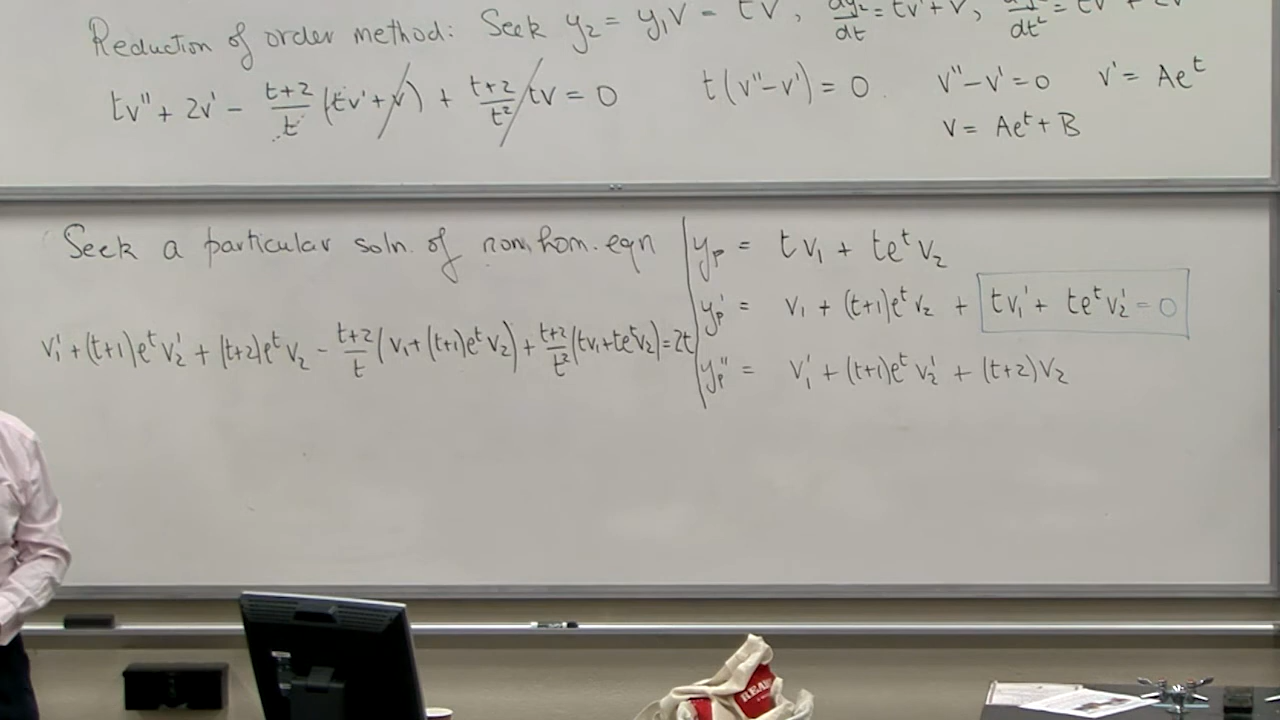 Reduction of order method: Seek y₂ = y₁v = tv, dy₂/dt = tv' + v,
tv'' + 2v' - (t+2)/t (tv' + v) + (t+2)/t² tv = 0 t(v'' - v') = 0. v'' - v' = 0 v' = Ae^t
v = Ae^t + B
Seek a particular soln. of non.hom. eqn
v₁' + (t+1)e^t v₂' + (t+2)e^t v₂ - (t+2)/t (v₁ + (t+1)e^t v₂) + (t+2)/t² (tv₁ + te^t v₂) = 2t
y_p = tv₁ + te^t v₂
y_p' = v₁ + (t+1)e^t v₂ + tv₁' + te^t v₂' = 0
y_p'' = v₁' + (t+1)e^t v₂' + (t+2)v₂